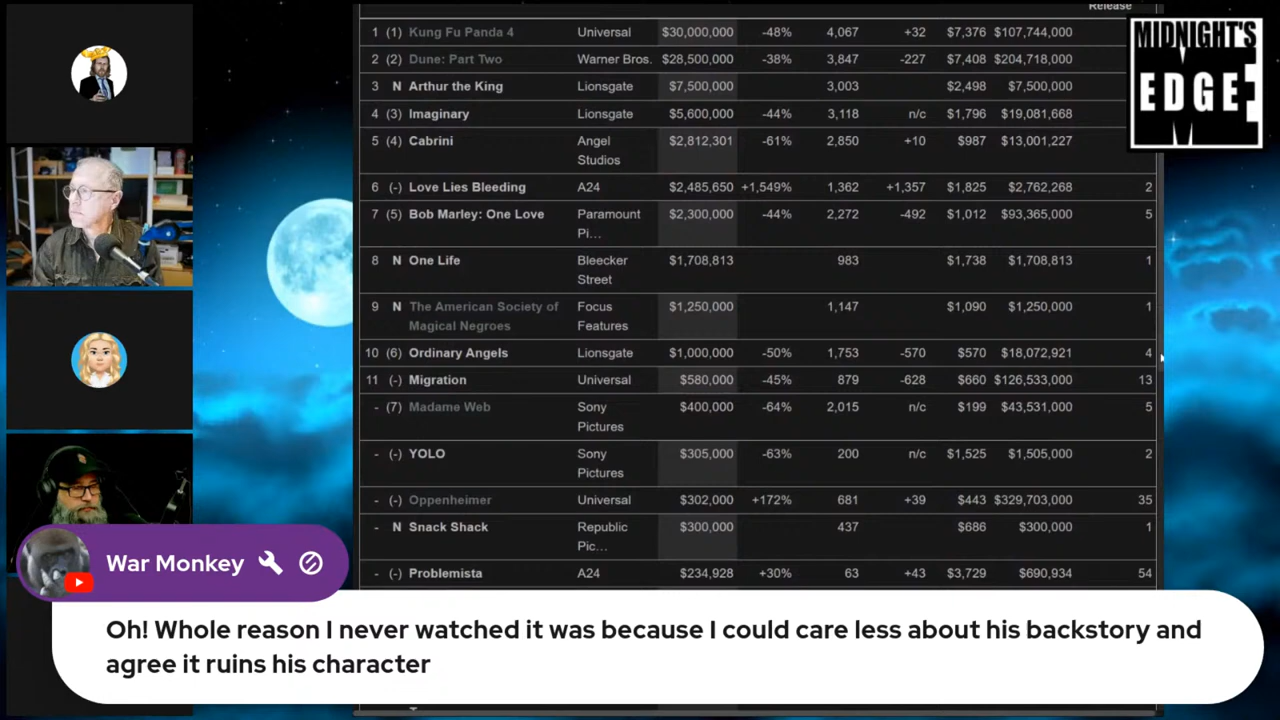 Release
1 (1) Kung Fu Panda 4 Universal $30,000,000 -48% 4,067 +32 $7,376 $107,744,000
2 (2) Dune: Part Two Warner Bros. $28,500,000 -38% 3,847 -227 $7,408 $204,718,000
3 N Arthur the King Lionsgate $7,500,000 3,003 $2,498 $7,500,000
4 (3) Imaginary Lionsgate $5,600,000 -44% 3,118 n/c $1,796 $19,081,668
5 (4) Cabrini Angel $2,812,301 -61% 2,850 +10 $987 $13,001,227
Studios
6 (-) Love Lies Bleeding A24 $2,485,650 +1,549% 1,362 +1,357 $1,825 $2,762,268 2
7 (5) Bob Marley: One Love Paramount $2,300,000 -44% 2,272 -492 $1,012 $93,365,000 5
Pi…
8 N One Life Bleecker $1,708,813 983 $1,738 $1,708,813 1
Street
9 N The American Society of Focus $1,250,000 1,147 $1,090 $1,250,000 1
Magical Negroes Features
10 (6) Ordinary Angels Lionsgate $1,000,000 -50% 1,753 -570 $570 $18,072,921 4
11 (-) Migration Universal $580,000 -45% 879 -628 $660 $126,533,000 13
- (7) Madame Web Sony $400,000 -64% 2,015 n/c $199 $43,531,000 5
Pictures
- (-) YOLO Sony $305,000 -63% 200 n/c $1,525 $1,505,000 2
Pictures
- (-) Oppenheimer Universal $302,000 +172% 681 +39 $443 $329,703,000 35
- N Snack Shack Republic $300,000 437 $686 $300,000 1
Pic…
- (-) Problemista A24 $234,928 +30% 63 +43 $3,729 $690,934 54
MIDNIGHT'S
EDGE
War Monkey
Oh! Whole reason I never watched it was because I could care less about his backstory and
agree it ruins his character